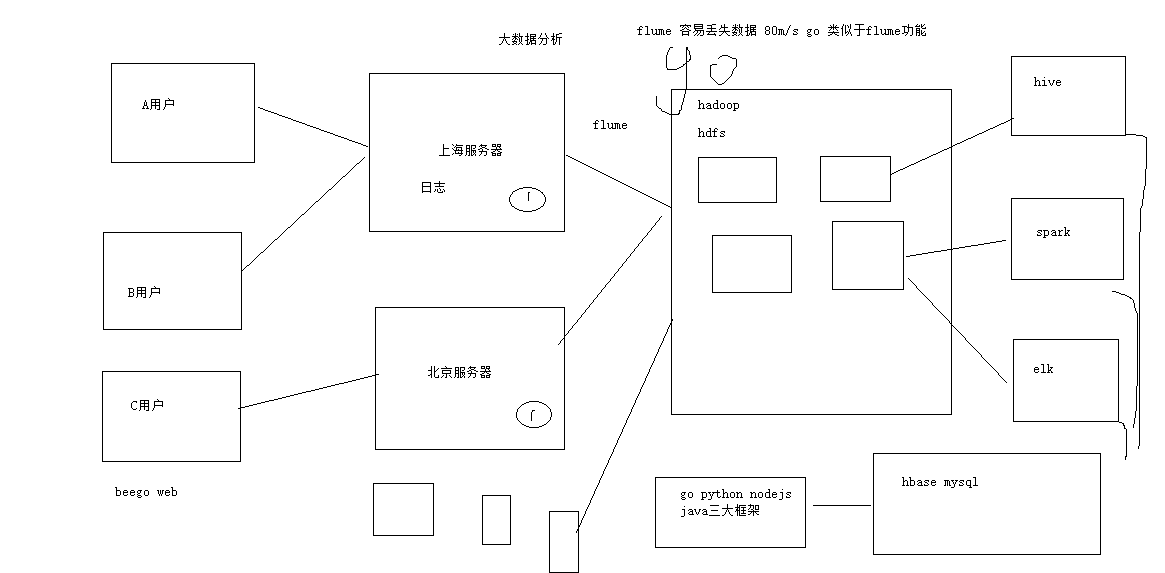 flume 容易丢失数据 80m/s go 类似于flume功能
大数据分析
A用户
上海服务器
日志
flume
hadoop
hdfs
hive
spark
B用户
北京服务器
elk
C用户
beego web
go python nodejs
java三大框架
hbase mysql